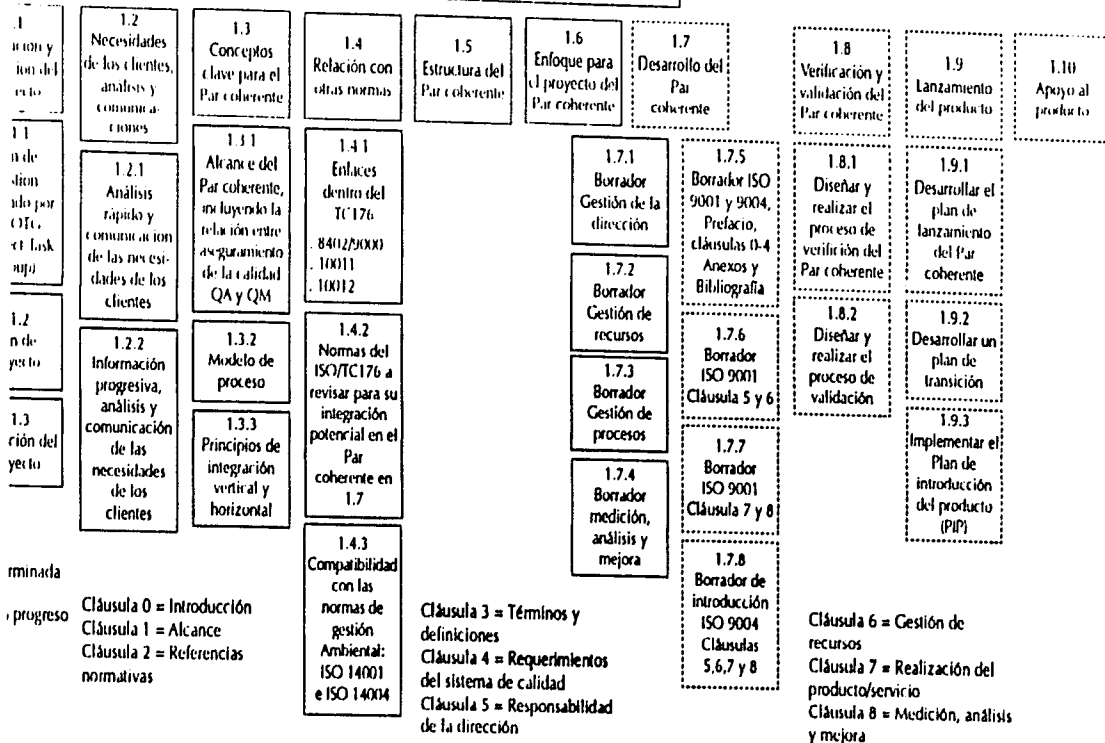 1.2
Necesidades
de los clientes,
análisis y
comunica-
ciones
1.3
Conceptos
clave para el
Par coherente
1.4
Relación con
otras normas
1.5
Estructura del
Par coherente
1.6
Enfoque para
el proyecto del
Par coherente
1.7
Desarrollo del
Par
coherente
1.8
Verificación y
validación del
Par coherente
1.9
Lanzamiento
del producto
1.10
Apoyo al
producto
1.2
n de
yecto
1.3
ción del
yecto
1.2.1
Análisis
rápido y
comunicacion
de las necesi-
dades de los
clientes
1.2.2
Información
progresiva,
análisis y
comunicación
de las
necesidades
de los
clientes
1.3.1
Alcance del
Par coherente,
incluyendo la
relación entre
aseguramiento
de la calidad
QA y QM
1.3.2
Modelo de
proceso
1.3.3
Principios de
integración
vertical y
horizontal
1.4.1
Enlaces
dentro del
TC176
. 8402/9000
. 10011
. 10012
1.4.2
Normas del
ISO/TC176 a
revisar para su
integración
potencial en el
Par
coherente en
1.7
1.4.3
Compatibilidad
con las
normas de
gestión
Ambiental:
ISO 14001
e ISO 14004
1.7.1
Borrador
Gestión de la
dirección
1.7.2
Borrador
Gestión de
recursos
1.7.3
Borrador
Gestión de
procesos
1.7.4
Borrador
medición,
análisis y
mejora
1.7.5
Borrador ISO
9001 y 9004,
Prefacio,
cláusulas 0-4
Anexos y
Bibliografía
1.7.6
Borrador
ISO 9001
Cláusula 5 y 6
1.7.7
Borrador
ISO 9001
Cláusula 7 y 8
1.7.8
Borrador de
introducción
ISO 9004
Cláusulas
5,6,7 y 8
1.8.1
Diseñar y
realizar el
proceso de
verifición del
Par coherente
1.8.2
Diseñar y
realizar el
proceso de
validación
1.9.1
Desarrollar el
plan de
lanzamiento
del Par
coherente
1.9.2
Desarrollar un
plan de
transición
1.9.3
Implementar el
Plan de
introducción
del producto
(PIP)
rminada
progreso
Cláusula 0 = Introducción
Cláusula 1 = Alcance
Cláusula 2 = Referencias
normativas
Cláusula 3 = Términos y
definiciones
Cláusula 4 = Requerimientos
del sistema de calidad
Cláusula 5 = Responsabilidad
de la dirección
Cláusula 6 = Gestión de
recursos
Cláusula 7 = Realización del
producto/servicio
Cláusula 8 = Medición, análisis
y mejora